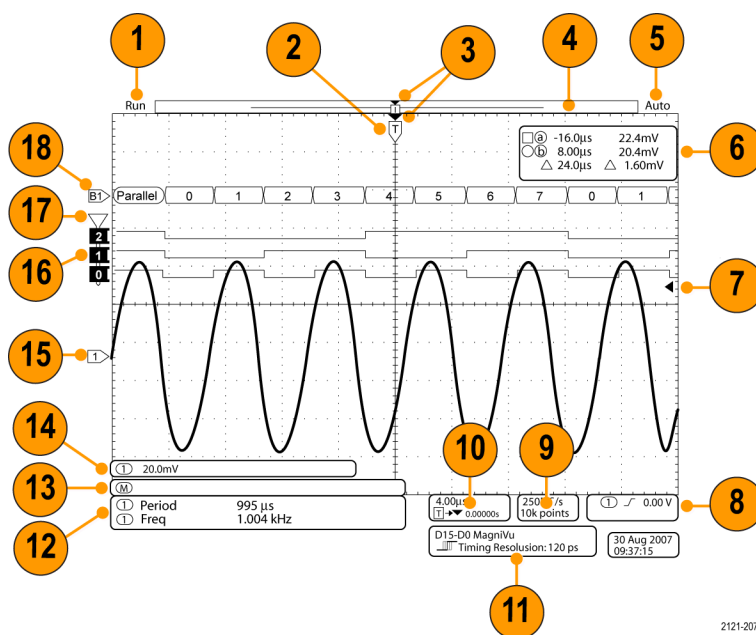 1
2
3
4
5
Run
Auto
T
6
a -16.0µs 22.4mV
b 8.00µs 20.4mV
△ 24.0µs △ 1.60mV
18
B1
Parallel 0 1 2 3 4 5 6 7 0 1
17
2
16
1
0
7
15
1
14
10
9
1 20.0mV
13
M
4.00µs
T 0.00000s
10k points
1 0.00 V
8
12
1 Period 995 µs
1 Freq 1.004 kHz
D15-D0 MagniVu
Timing Resolusion: 120 ps
30 Aug 2007
09:37:15
11
2121-207